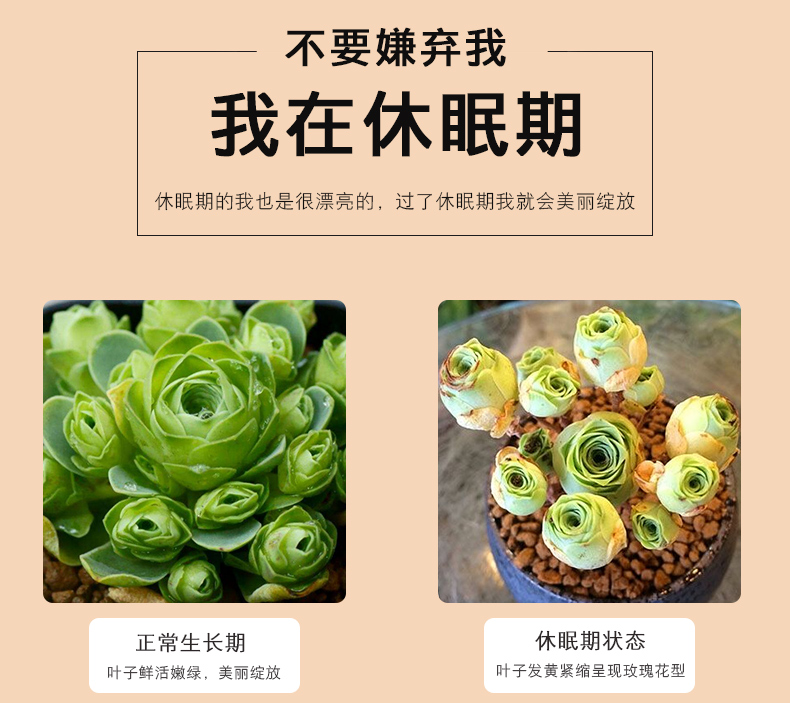 不要嫌弃我
我在休眠期
休眠期的我也是很漂亮的，过了休眠期我就会美丽绽放
正常生长期
叶子鲜活嫩绿，美丽绽放
休眠期状态
叶子发黄紧缩呈现玫瑰花型